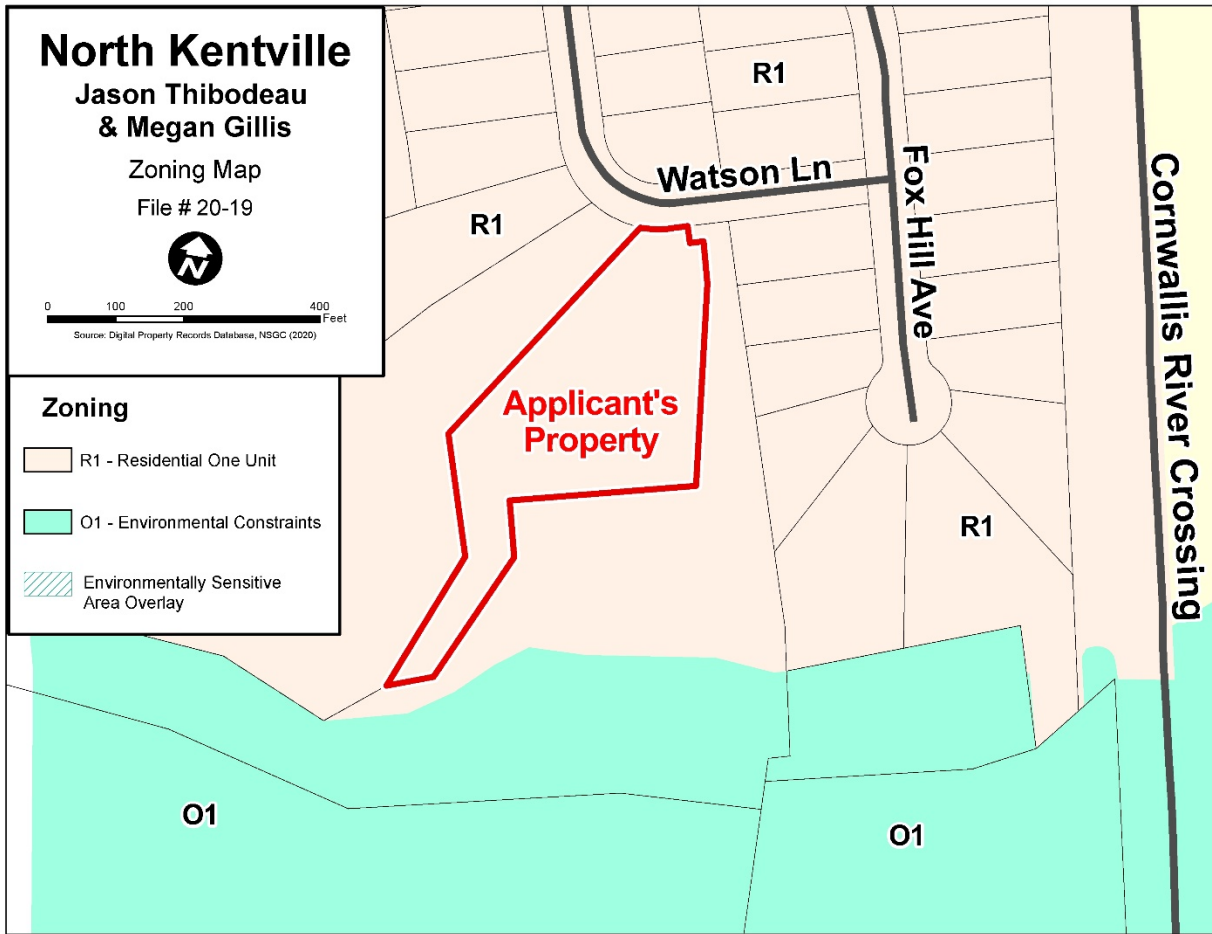 North Kentville
Jason Thibodeau
& Megan Gillis
Zoning Map
File # 20-19
N
0 100 200 400
Feet
Source: Digital Property Records Database, NSGC (2020)
Zoning
R1 - Residential One Unit
O1 - Environmental Constraints
Environmentally Sensitive
Area Overlay
R1
Watson Ln
Fox Hill Ave
Cornwallis River Crossing
R1
Applicant's
Property
R1
O1
O1